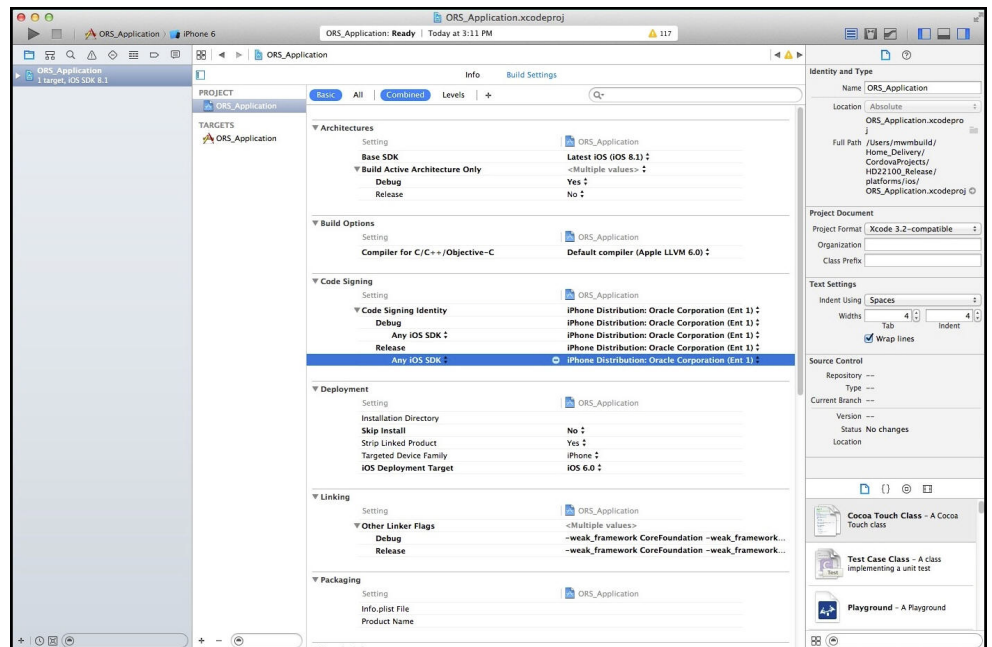 ORS_Application.xcodeproj
ORS_Application
iPhone 6
ORS_Application: Ready | Today at 3:11 PM
117
ORS_Application
1 target, iOS SDK 8.1
ORS_Application
Info
Build Settings
PROJECT
ORS_Application
TARGETS
ORS_Application
Basic
All
Combined
Levels
+
Architectures
Setting
ORS_Application
Base SDK
Latest iOS (iOS 8.1)
Build Active Architecture Only
<Multiple values>
Debug
Yes
Release
No
Build Options
Setting
ORS_Application
Compiler for C/C++/Objective-C
Default compiler (Apple LLVM 6.0)
Code Signing
Setting
ORS_Application
Code Signing Identity
iPhone Distribution: Oracle Corporation (Ent 1)
Debug
iPhone Distribution: Oracle Corporation (Ent 1)
Any iOS SDK
iPhone Distribution: Oracle Corporation (Ent 1)
Release
iPhone Distribution: Oracle Corporation (Ent 1)
Any iOS SDK
iPhone Distribution: Oracle Corporation (Ent 1)
Deployment
Setting
ORS_Application
Installation Directory
Skip Install
No
Strip Linked Product
Yes
Targeted Device Family
iPhone
iOS Deployment Target
iOS 6.0
Linking
Setting
ORS_Application
Other Linker Flags
<Multiple values>
Debug
-weak_framework CoreFoundation -weak_framework...
Release
-weak_framework CoreFoundation -weak_framework...
Packaging
Setting
ORS_Application
Info.plist File
Product Name
Identity and Type
Name ORS_Application
Location Absolute
ORS_Application.xcodepro
j
Full Path /Users/mwmbuild/
Home_Delivery/
CordovaProjects/
HD22100_Release/
platforms/ios/
ORS_Application.xcodeproj
Project Document
Project Format Xcode 3.2-compatible
Organization
Class Prefix
Text Settings
Indent Using Spaces
Widths 4 4
Tab Indent
Wrap lines
Source Control
Repository --
Type --
Current Branch --
Version --
Status No changes
Location
{}
Cocoa Touch Class - A Cocoa
Touch class
Test Case Class - A class
implementing a unit test
Playground - A Playground
+ -